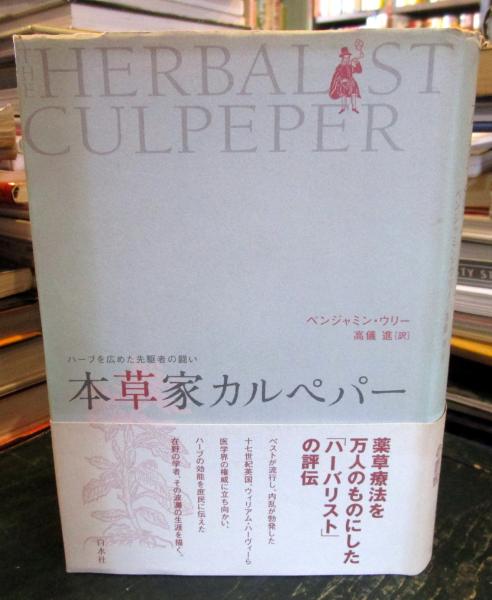 THE
HERBALIST
CULPEPER
ベンジャミン・ウリー
高儀 進[訳]
ハーブを広めた先駆者の闘い
本草家カルペパー
薬草療法を
万人のものにした
「ハーバリスト」
の評伝
ペストが流行し、内乱が勃発した
十七世紀英国、ウィリアム・ハーヴィーら
医学界の権威に立ち向かい、
ハーブの効能を庶民に伝えた
在野の学者、その波瀾の生涯を描く。
白水社